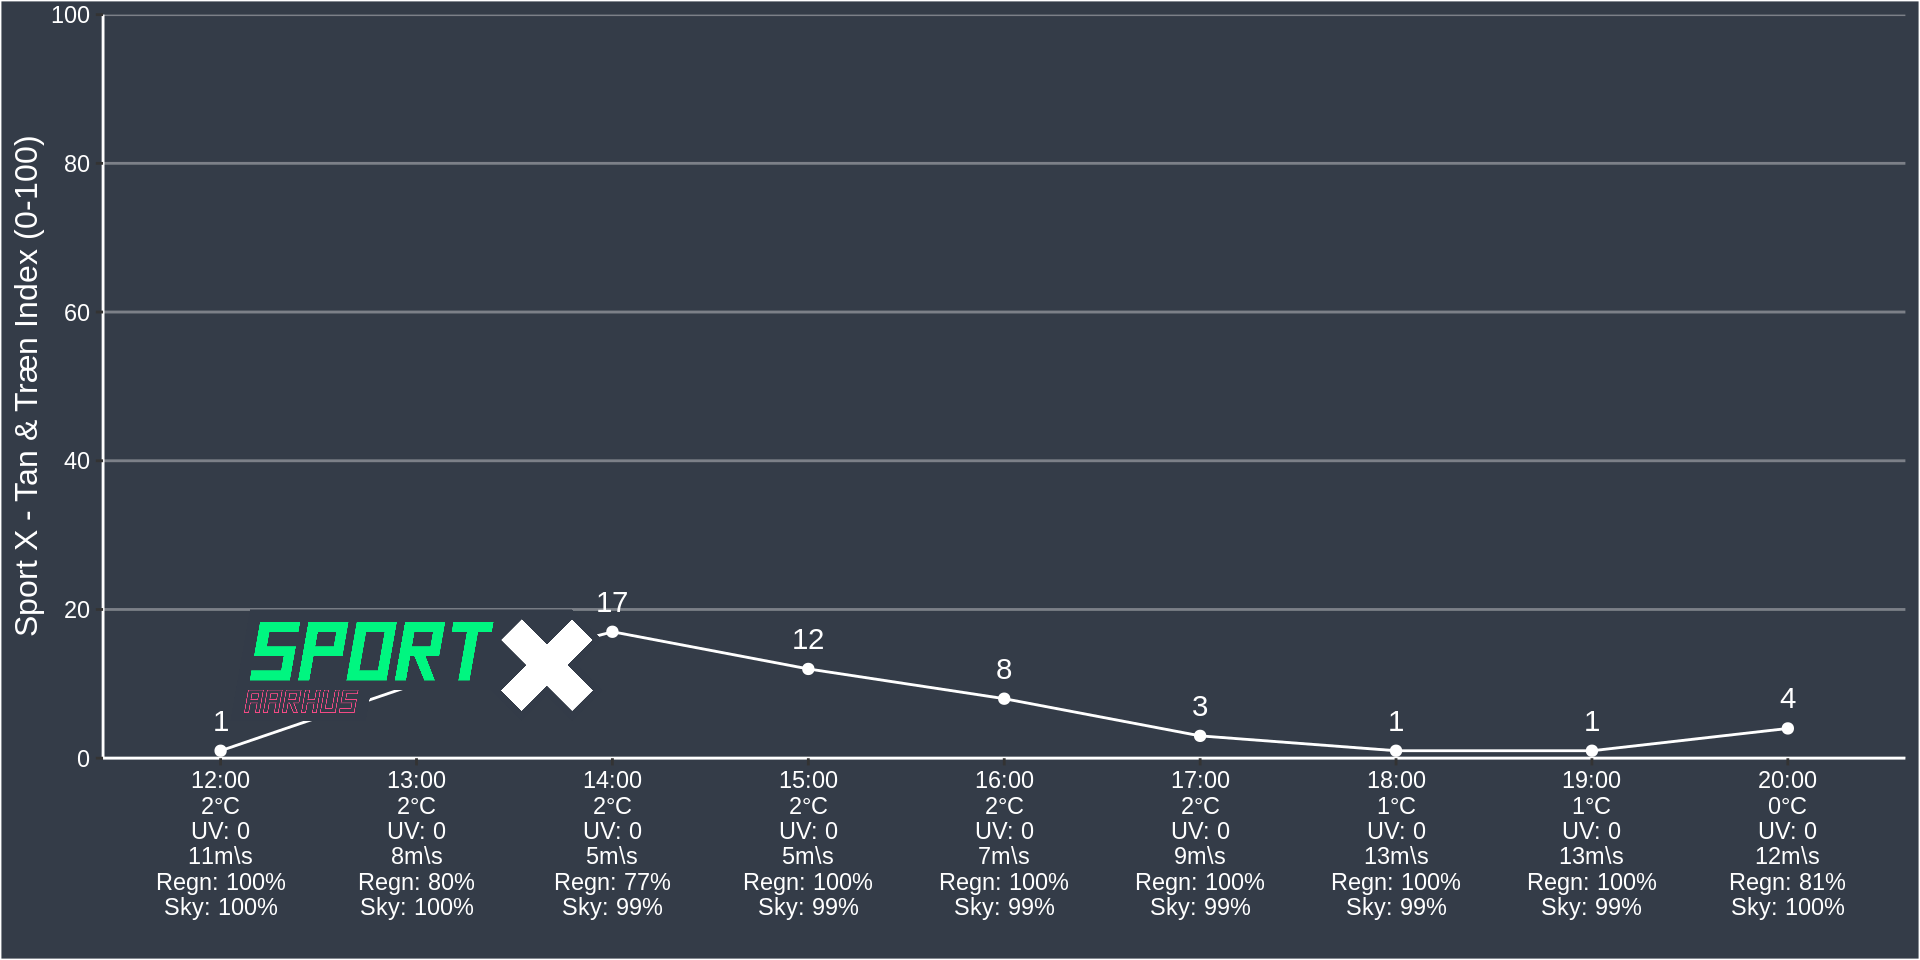 Sport X - Tan & Træn Index (0-100)
100
80
60
40
20
0
SPORT X
AARHUS
1
17
12
8
3
1
1
4
12:00 13:00 14:00 15:00 16:00 17:00 18:00 19:00 20:00
2°C 2°C 2°C 2°C 2°C 2°C 1°C 1°C 0°C
UV: 0 UV: 0 UV: 0 UV: 0 UV: 0 UV: 0 UV: 0 UV: 0 UV: 0
11m\s 8m\s 5m\s 5m\s 7m\s 9m\s 13m\s 13m\s 12m\s
Regn: 100% Regn: 80% Regn: 77% Regn: 100% Regn: 100% Regn: 100% Regn: 100% Regn: 100% Regn: 81%
Sky: 100% Sky: 100% Sky: 99% Sky: 99% Sky: 99% Sky: 99% Sky: 99% Sky: 99% Sky: 100%